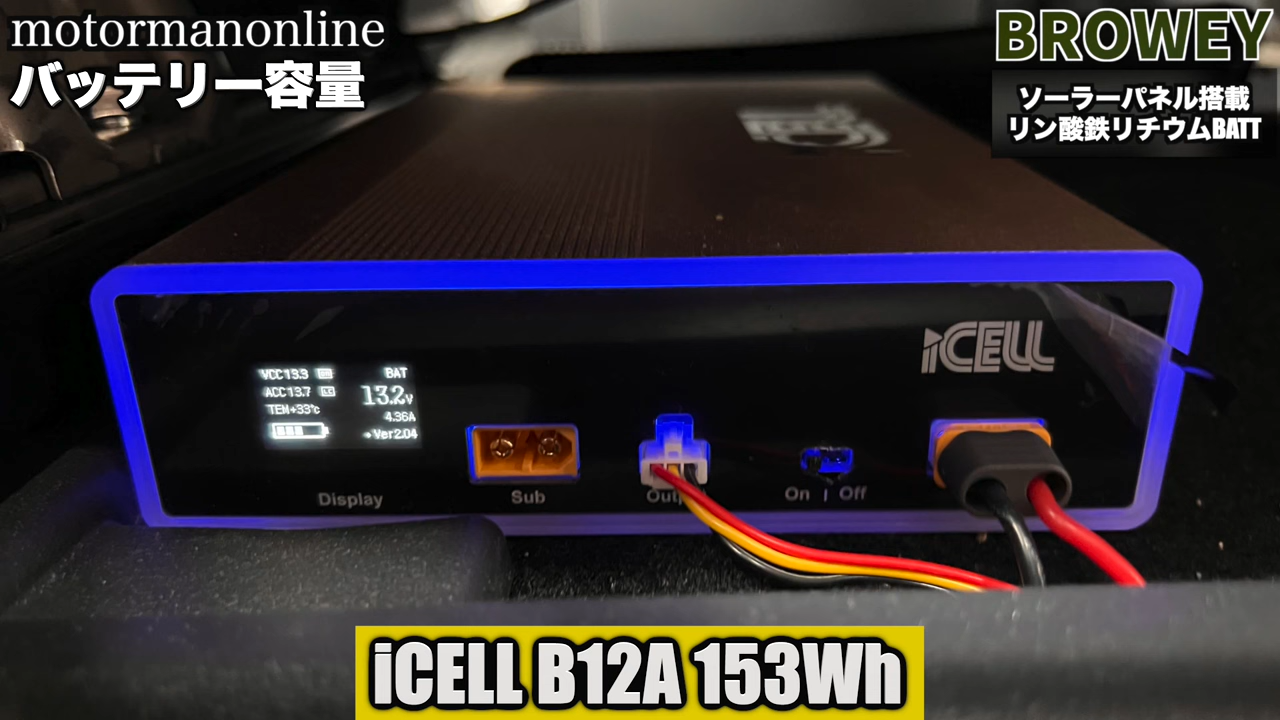 motormanonline
バッテリー容量
BROWEY
ソーラーパネル搭載
リン酸鉄リチウムBATT
iCELL
iCELL
VCC13.3
BAT
ACC13.7
13.2v
TEM+33℃
4.36A
Ver2.04
Display
Sub
On | Off
iCELL B12A 153Wh